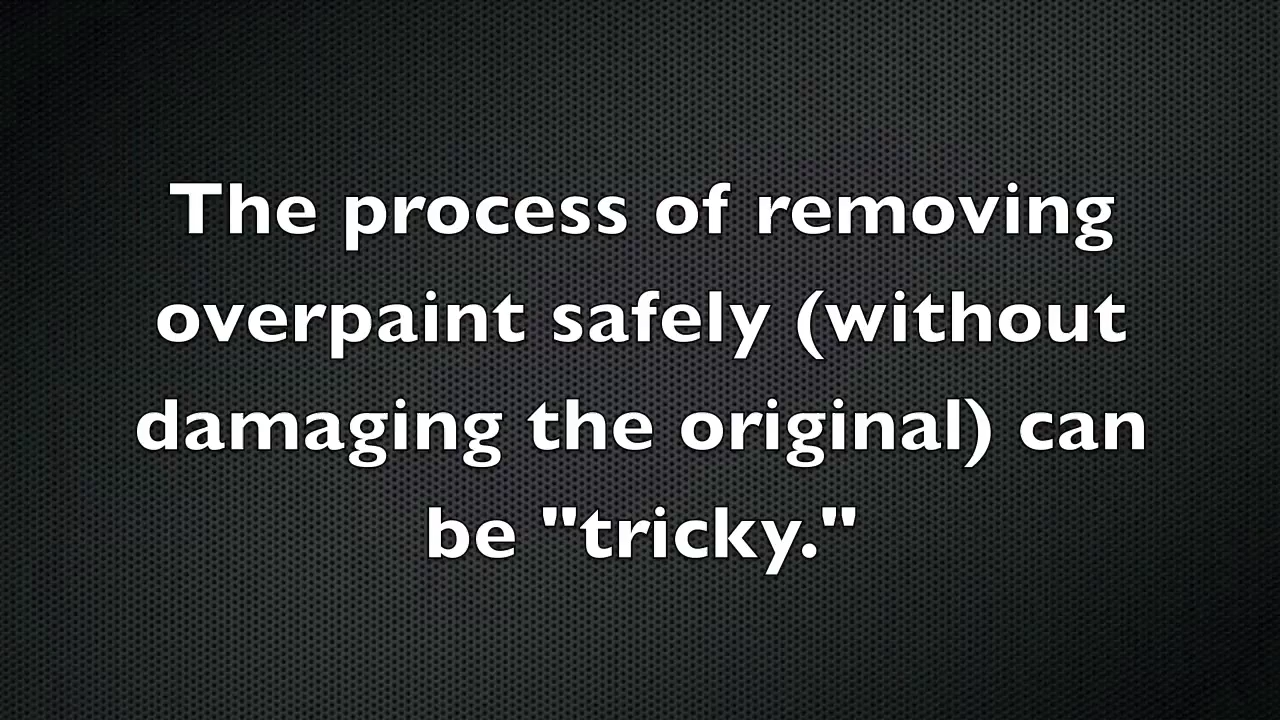 The process of removing
overpaint safely (without
damaging the original) can
be "tricky."